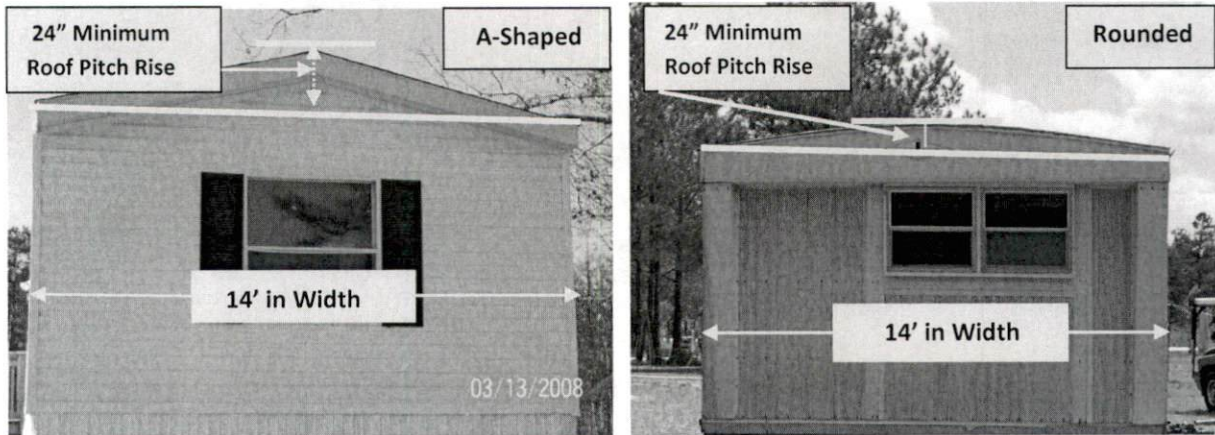 24” Minimum
Roof Pitch Rise
A-Shaped
14’ in Width
03/13/2008
24” Minimum
Roof Pitch Rise
Rounded
14’ in Width